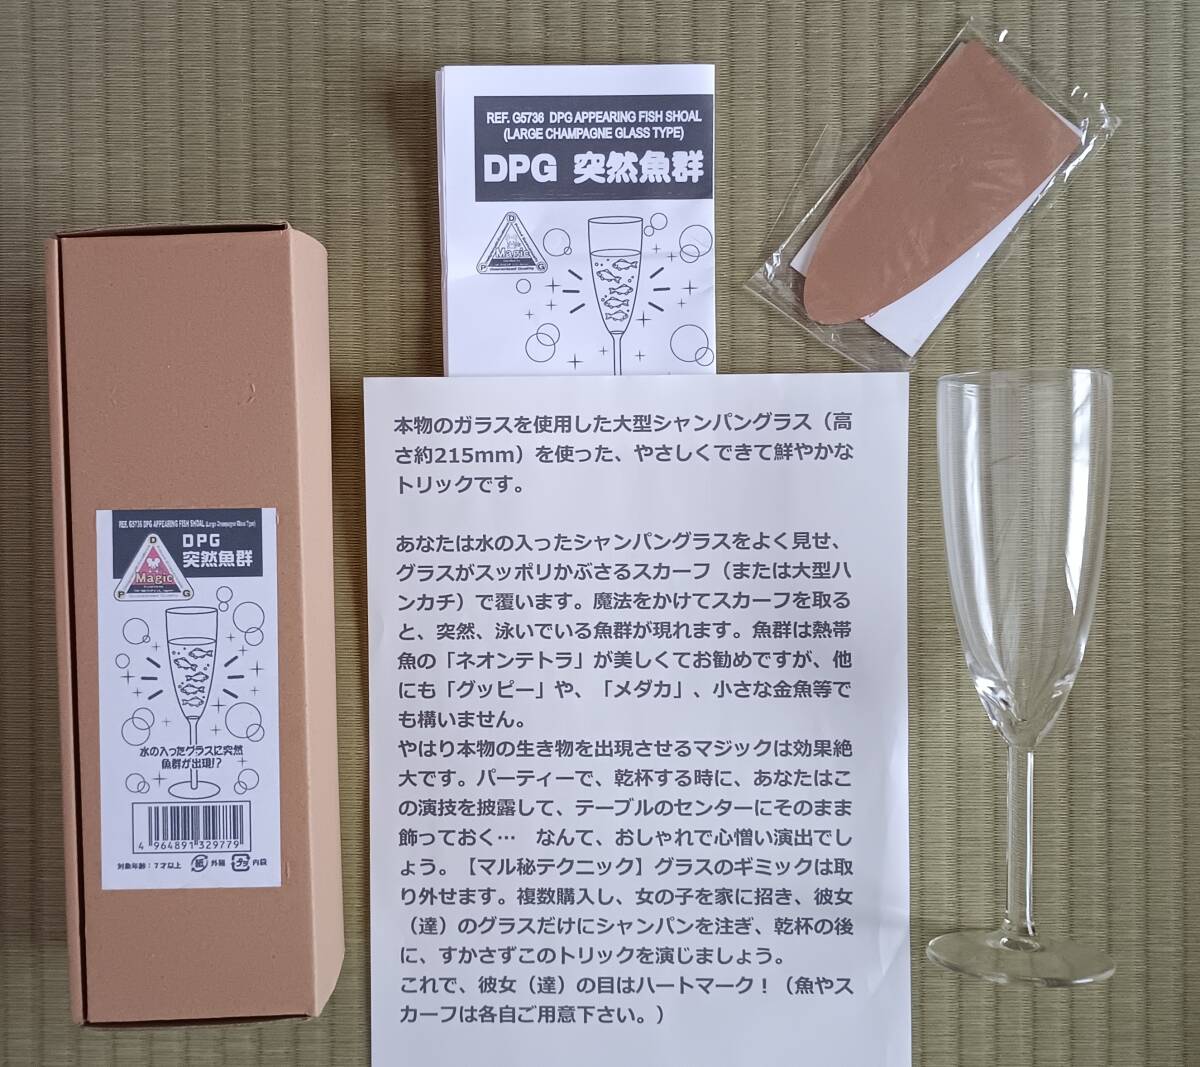 REF. G5736 DPG APPEARING FISH SHOAL
(LARGE CHAMPAGNE GLASS TYPE)
DPG 突然魚群
D
Magic
P
G
Guaranteed Quality
本物のガラスを使用した大型シャンパングラス（高
さ約215mm）を使った、やさしくできて鮮やかな
トリックです。
あなたは水の入ったシャンパングラスをよく見せ、
グラスがスッポリかぶさるスカーフ（または大型ハ
ンカチ）で覆います。魔法をかけてスカーフを取る
と、突然、泳いでいる魚群が現れます。魚群は熱帯
魚の「ネオンテトラ」が美しくてお勧めですが、他
にも「グッピー」や、「メダカ」、小さな金魚等で
も構いません。
やはり本物の生き物を出現させるマジックは効果絶
大です。パーティーで、乾杯する時に、あなたはこ
の演技を披露して、テーブルのセンターにそのまま
飾っておく… なんて、おしゃれで心憎い演出でし
ょう。【マル秘テクニック】グラスのギミックは取
り外せます。複数購入し、女の子を家に招き、彼女
（達）のグラスだけにシャンパンを注ぎ、乾杯の後
に、すかさずこのトリックを演じましょう。
これで、彼女（達）の目はハートマーク！（魚やス
カーフは各自ご用意下さい。）
REF. G5736 DPG APPEARING FISH SHOAL (Large Champagne Glass Type)
DPG
突然魚群
D
Magic
P
G
水の入ったグラスに突然
魚群が出現!?
4 964891 329779
対象年齢：7才以上 紙 外箱 プラ 内袋